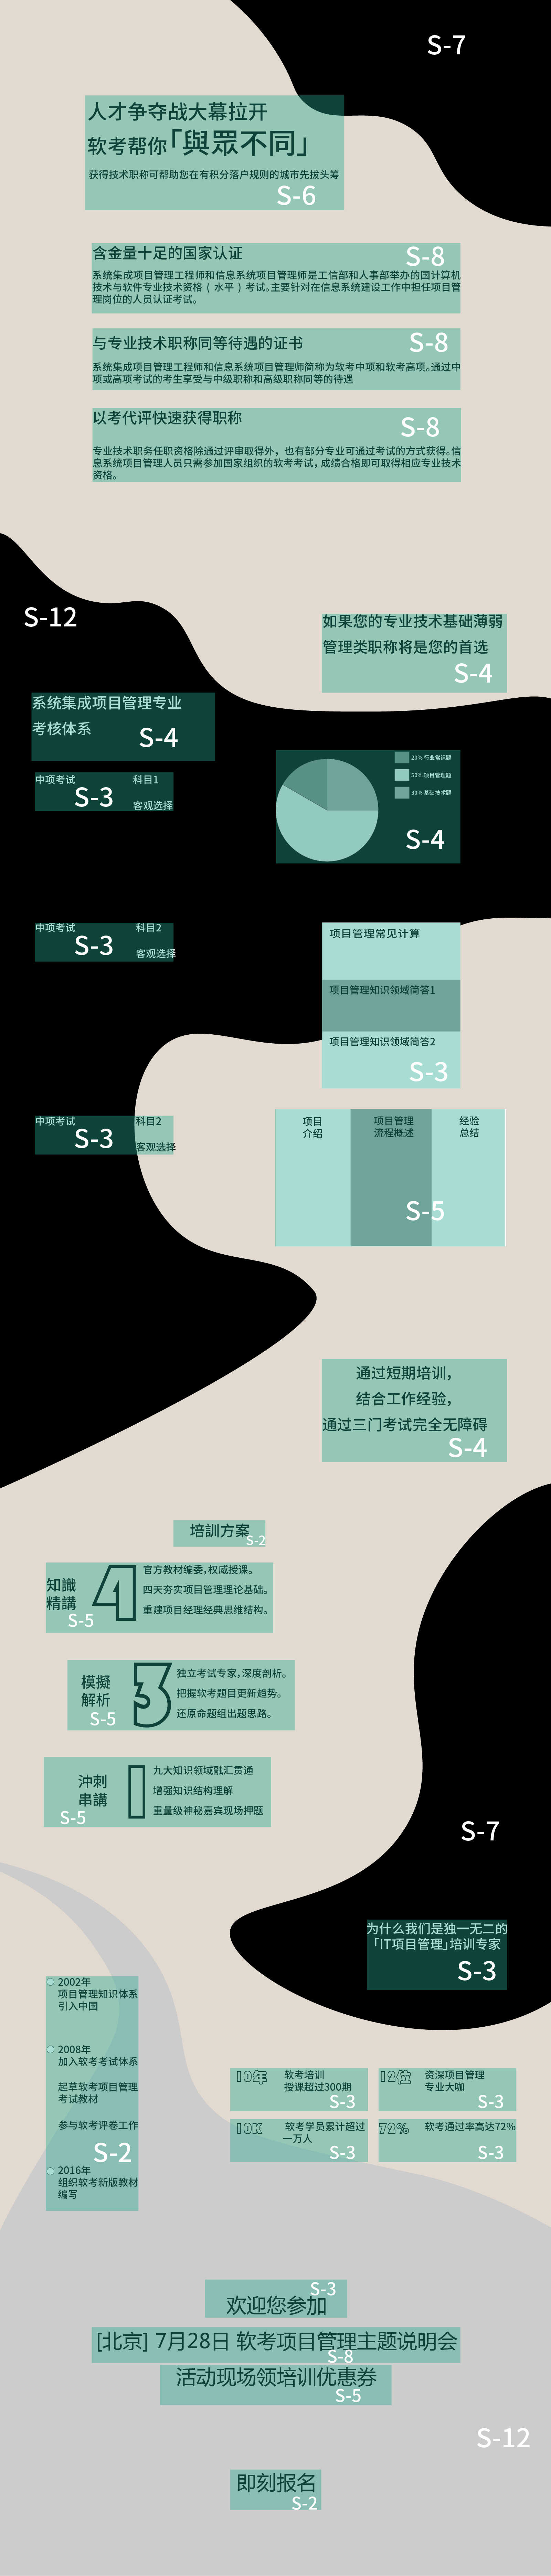 S-7
人才争夺战大幕拉开
软考帮你「與眾不同」
获得技术职称可帮助您在有积分落户规则的城市先拔头筹
S-6
含金量十足的国家认证
S-8
系统集成项目管理工程师和信息系统项目管理师是工信部和人事部举办的国计算机
技术与软件专业技术资格（水平）考试。主要针对在信息系统建设工作中担任项目管
理岗位的人员认证考试。
与专业技术职称同等待遇的证书
S-8
系统集成项目管理工程师和信息系统项目管理师简称为软考中项和软考高项。通过中
项或高项考试的考生享受与中级职称和高级职称同等的待遇
以考代评快速获得职称
S-8
专业技术职务任职资格除通过评审取得外，也有部分专业可通过考试的方式获得。信
息系统项目管理人员只需参加国家组织的软考考试，成绩合格即可取得相应专业技术
资格。
S-12
如果您的专业技术基础薄弱
管理类职称将是您的首选
S-4
系统集成项目管理专业
考核体系
S-4
中项考试
科目1
S-3
客观选择
20% 行业常识题
50% 项目管理题
30% 基础技术题
S-4
中项考试
科目2
S-3
客观选择
项目管理常见计算
项目管理知识领域简答1
项目管理知识领域简答2
S-3
中项考试
科目2
S-3
客观选择
项目
介绍
项目管理
流程概述
经验
总结
S-5
通过短期培训，
结合工作经验，
通过三门考试完全无障碍
S-4
培訓方案
S-2
知識
精講
S-5
4
官方教材编委，权威授课。
四天夯实项目管理理论基础。
重建项目经理经典思维结构。
模擬
解析
S-5
3
独立考试专家，深度剖析。
把握软考题目更新趋势。
还原命题组出题思路。
沖刺
串講
S-5
1
九大知识领域融汇贯通
增强知识结构理解
重量级神秘嘉宾现场押题
S-7
为什么我们是独一无二的
「IT項目管理」培训专家
S-3
2002年
项目管理知识体系
引入中国
2008年
加入软考考试体系
起草软考项目管理
考试教材
参与软考评卷工作
S-2
2016年
组织软考新版教材
编写
10年
软考培训
授课超过300期
S-3
12位
资深项目管理
专业大咖
S-3
10K
软考学员累计超过
一万人
S-3
72%
软考通过率高达72%
S-3
S-3
欢迎您参加
[北京] 7月28日 软考项目管理主题说明会
S-8
活动现场领培训优惠券
S-5
S-12
即刻报名
S-2